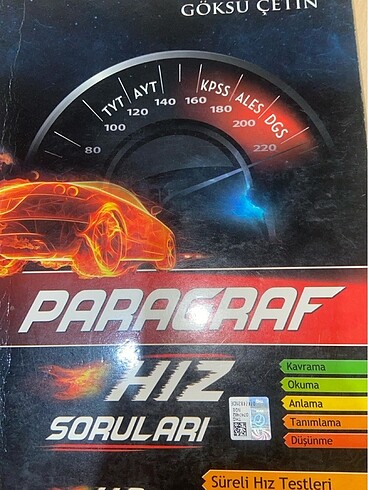 GÖKSU ÇETİN
TYT AYT KPSS ALES DGS
80 100 120 140 160 180 200 220
PARAGRAF
HIZ
SORULARI
Kavrama
Okuma
Anlama
Tanımlama
Düşünme
Süreli Hız Testleri